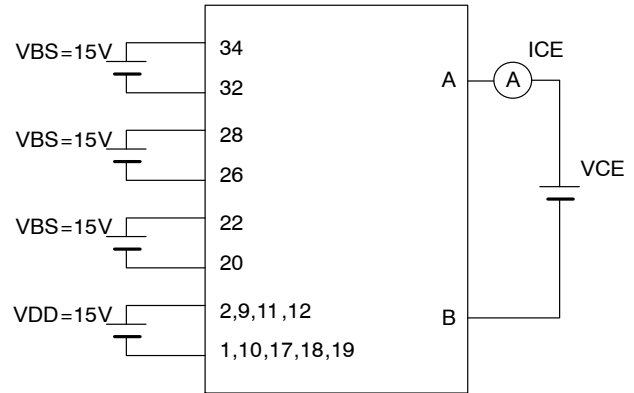 VBS=15V
34
32
VBS=15V
28
26
VBS=15V
22
20
VDD=15V
2,9,11,12
1,10,17,18,19
A
A
ICE
VCE
B